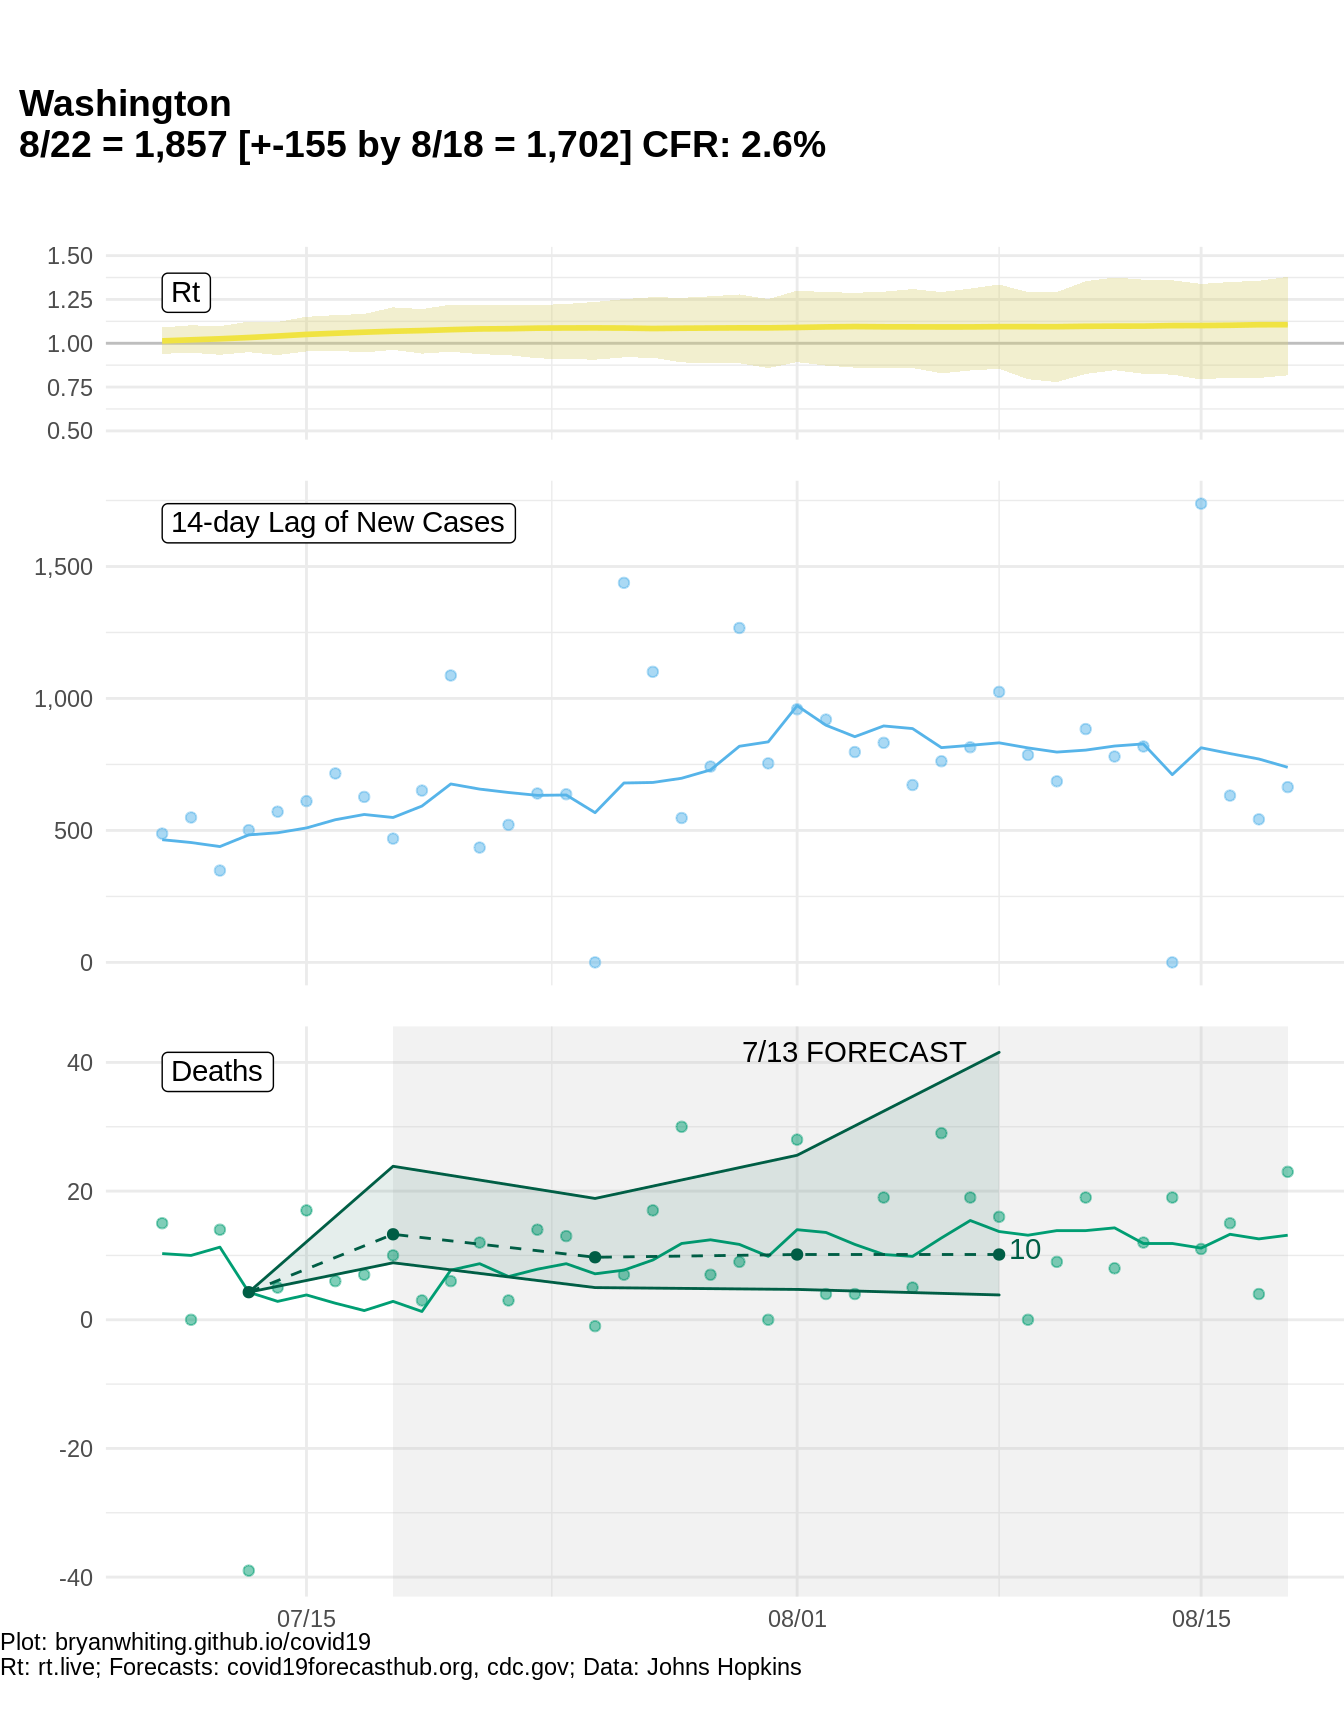 Washington
8/22 = 1,857 [+-155 by 8/18 = 1,702] CFR: 2.6%
1.50
Rt
1.25
1.00
0.75
0.50
14-day Lag of New Cases
1,500
1,000
500
0
7/13 FORECAST
40
Deaths
20
10
0
-20
-40
07/15 08/01 08/15
Plot: bryanwhiting.github.io/covid19
Rt: rt.live; Forecasts: covid19forecasthub.org, cdc.gov; Data: Johns Hopkins